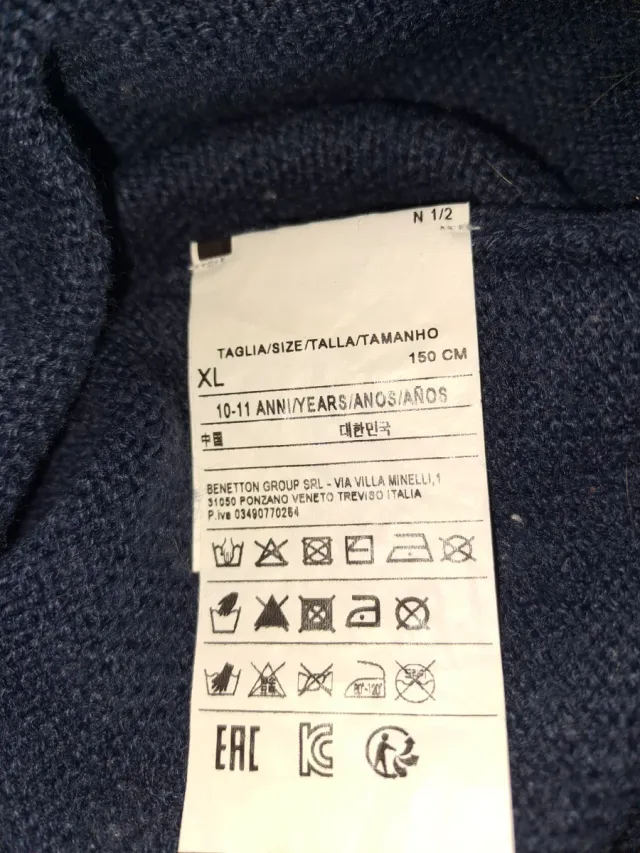 N 1/2
TAGLIA/SIZE/TALLA/TAMANHO
XL 150 CM
10-11 ANNI/YEARS/ANOS/AÑOS
中国 대한민국
BENETTON GROUP SRL - VIA VILLA MINELLI,1
31050 PONZANO VENETO TREVISO ITALIA
P.iva 03490770264
EAC KC